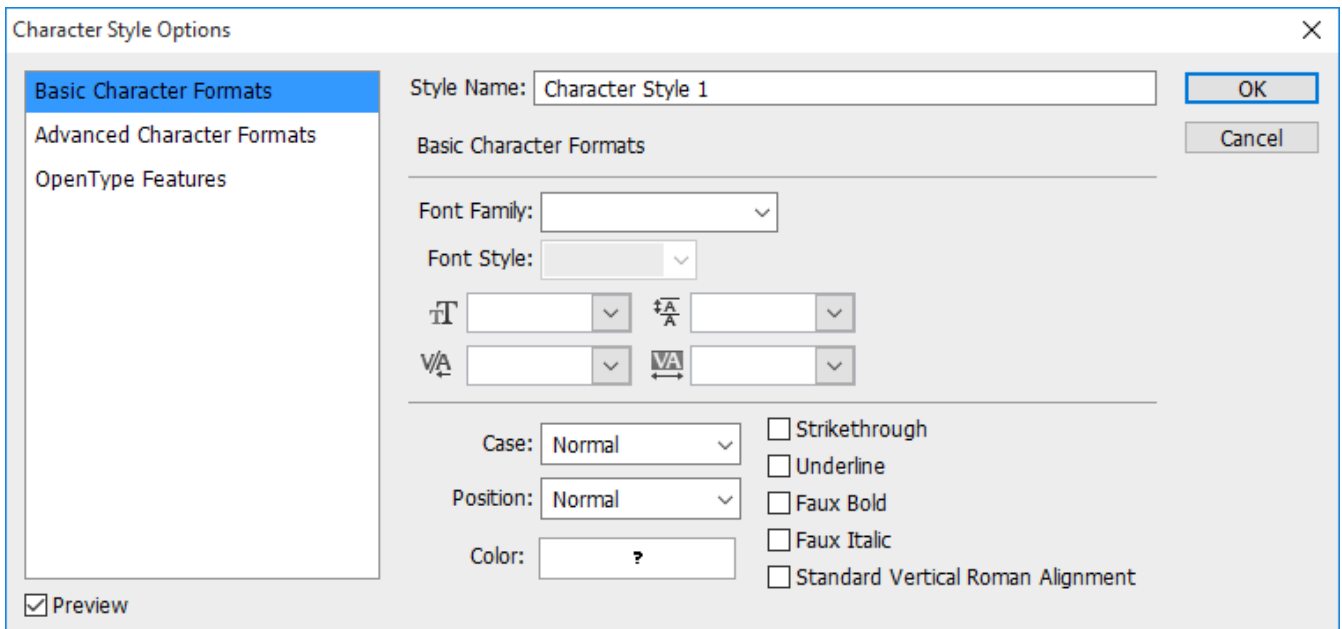 Character Style Options
Basic Character Formats
Advanced Character Formats
OpenType Features
Style Name: Character Style 1
OK
Cancel
Basic Character Formats
Font Family:
Font Style:
TT
A A
V/A
VA
Case: Normal
Position: Normal
Color: ?
Strikethrough
Underline
Faux Bold
Faux Italic
Standard Vertical Roman Alignment
Preview